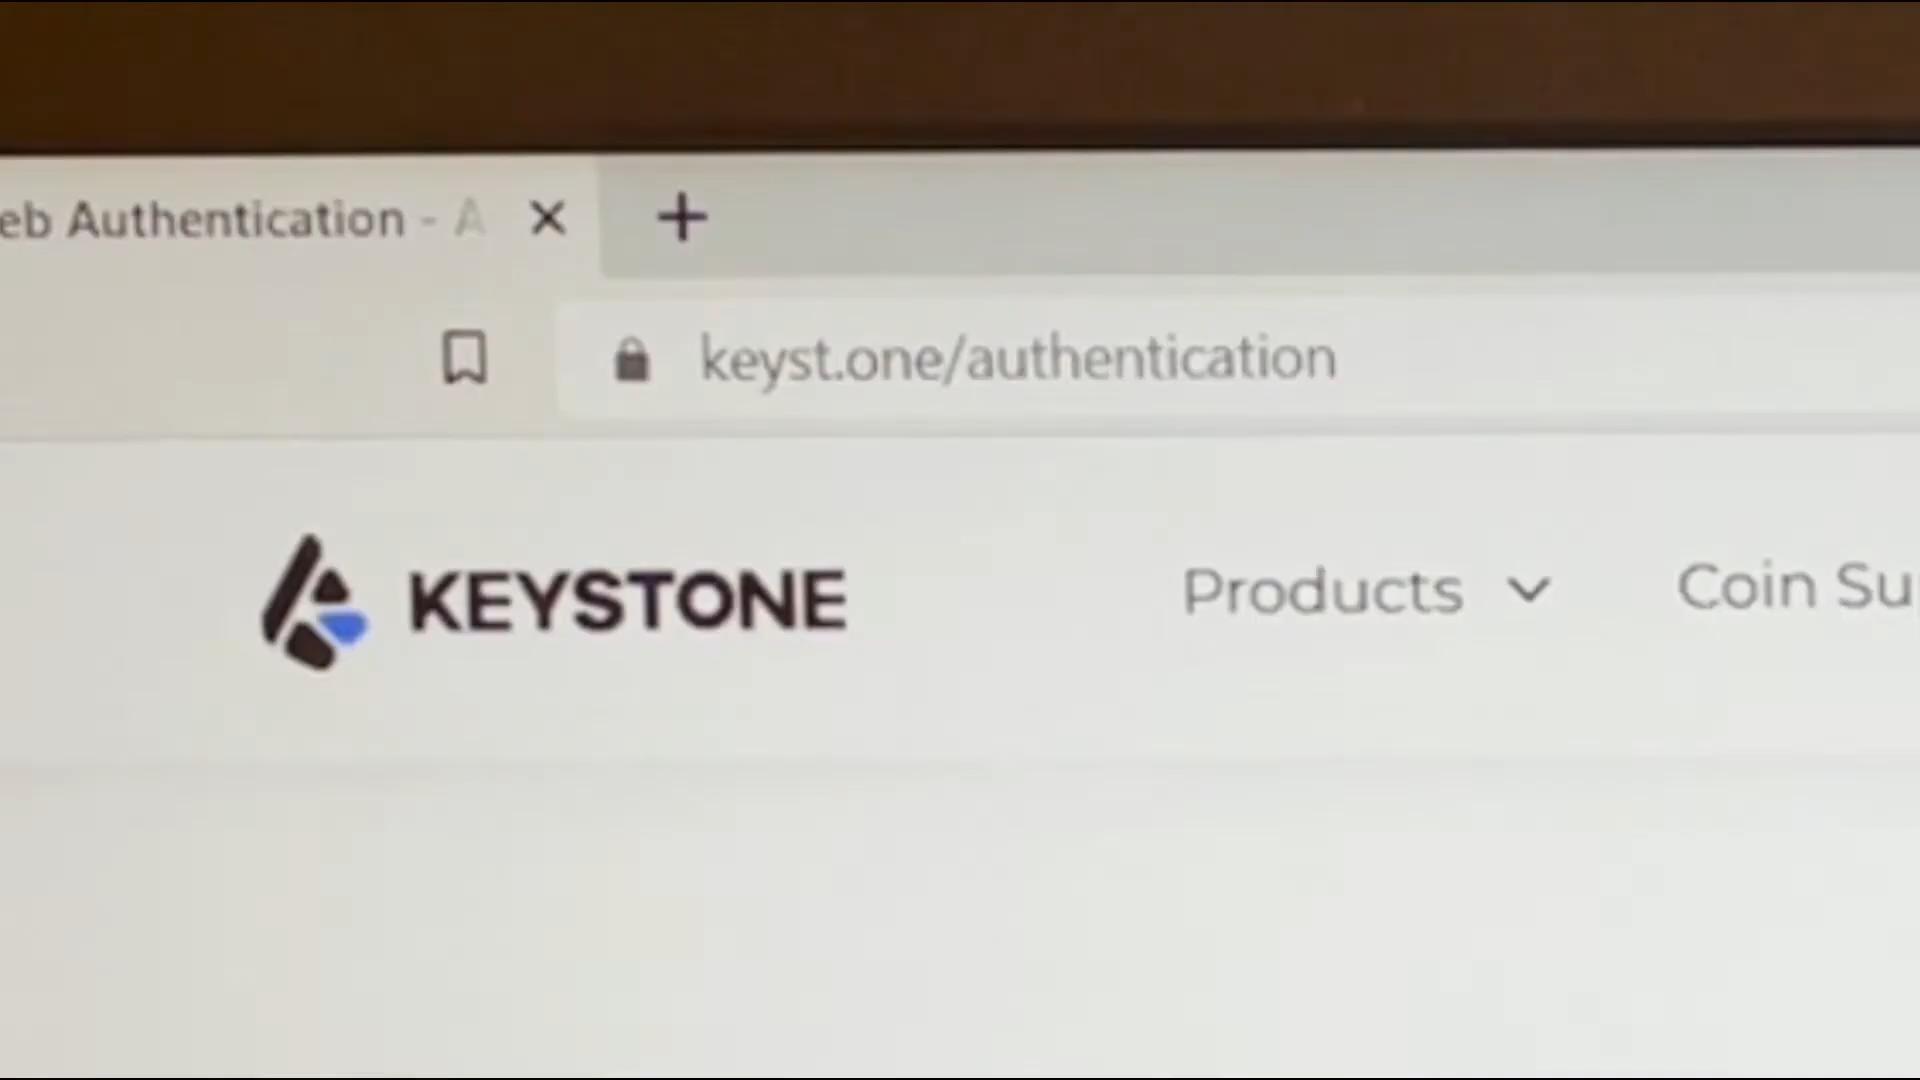 eb Authentication - A
keyst.one/authentication
KEYSTONE
Products
Coin Su